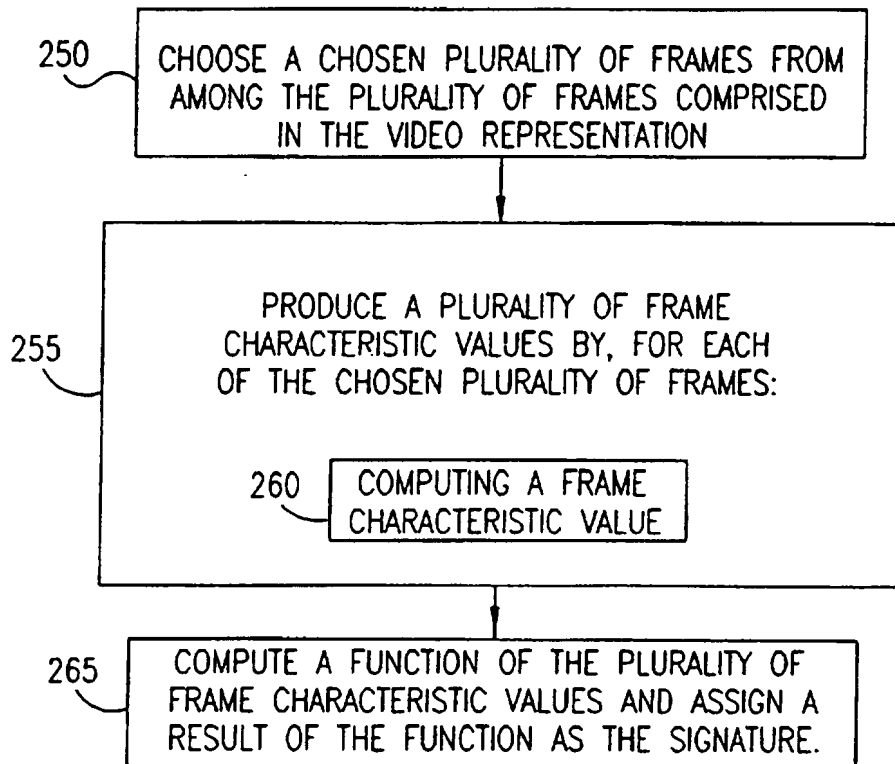 250
CHOOSE A CHOSEN PLURALITY OF FRAMES FROM
AMONG THE PLURALITY OF FRAMES COMPRISED
IN THE VIDEO REPRESENTATION
255
PRODUCE A PLURALITY OF FRAME
CHARACTERISTIC VALUES BY, FOR EACH
OF THE CHOSEN PLURALITY OF FRAMES:
260
COMPUTING A FRAME
CHARACTERISTIC VALUE
265
COMPUTE A FUNCTION OF THE PLURALITY OF
FRAME CHARACTERISTIC VALUES AND ASSIGN A
RESULT OF THE FUNCTION AS THE SIGNATURE.